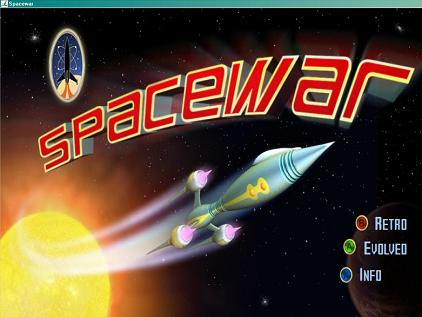 Spacewar
SPACEWAR
RETRO
EVOLVED
INFO